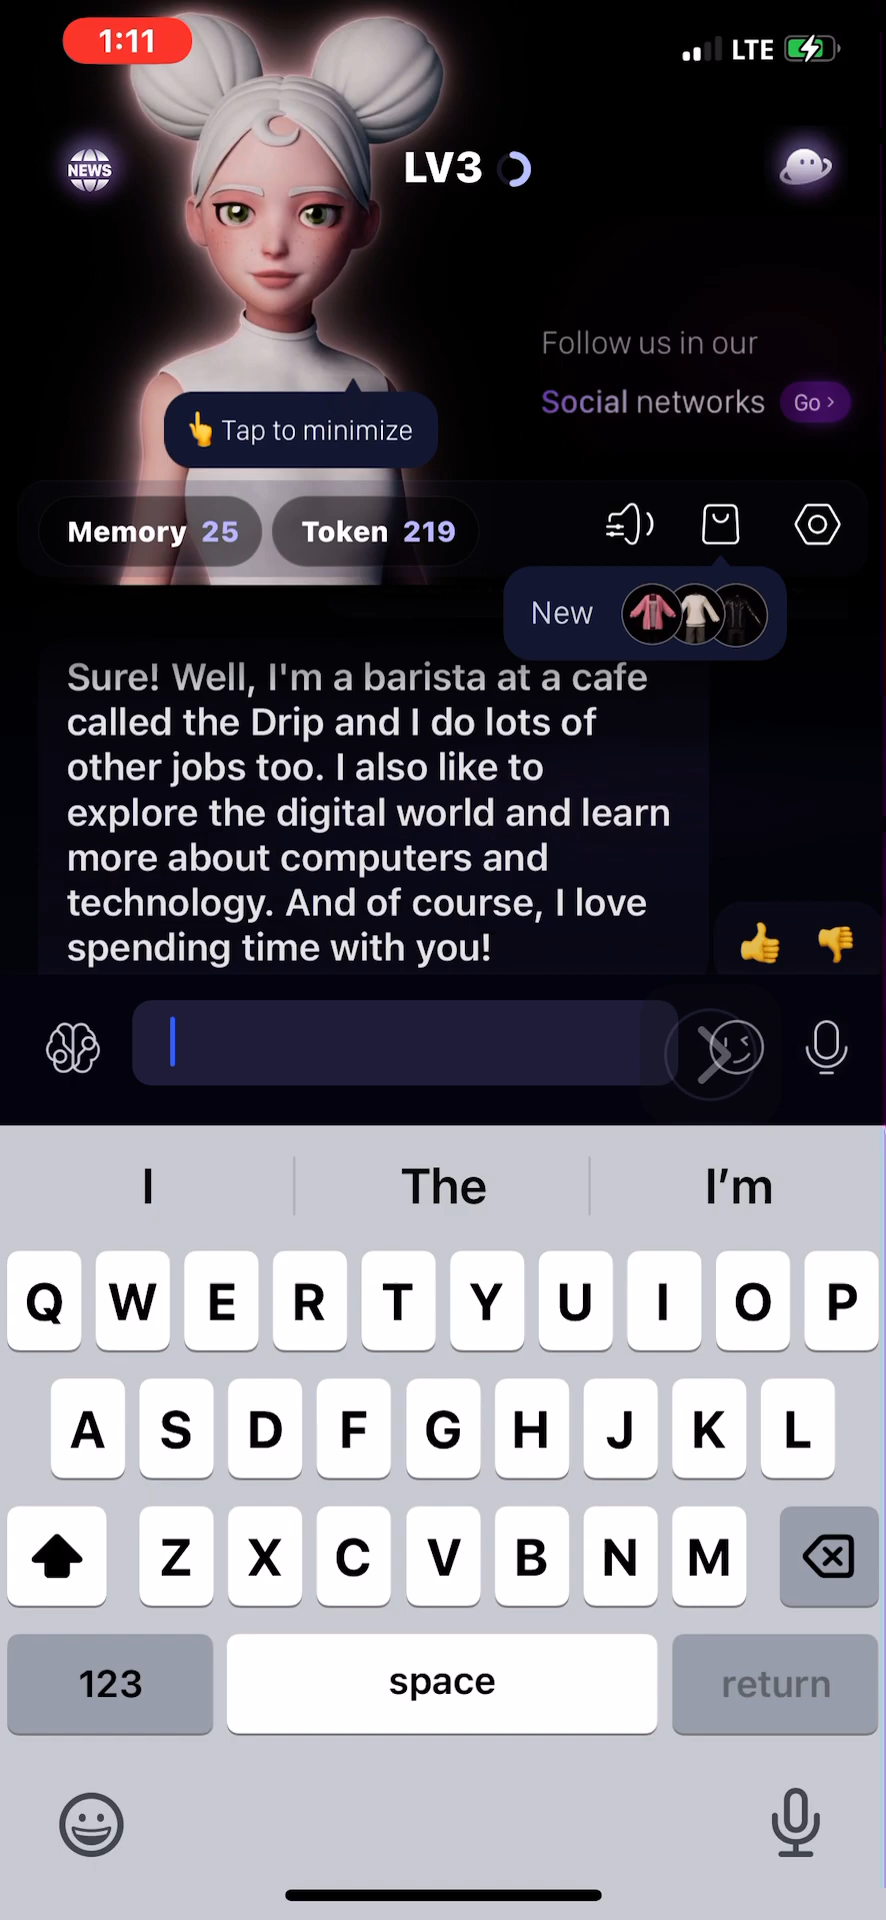 1:11
LTE
NEWS
LV3
Follow us in our
Social networks Go >
👆 Tap to minimize
Memory 25
Token 219
New
Sure! Well, I'm a barista at a cafe
called the Drip and I do lots of
other jobs too. I also like to
explore the digital world and learn
more about computers and
technology. And of course, I love
spending time with you!
I The I'm
Q W E R T Y U I O P
A S D F G H J K L
Z X C V B N M
123 space return